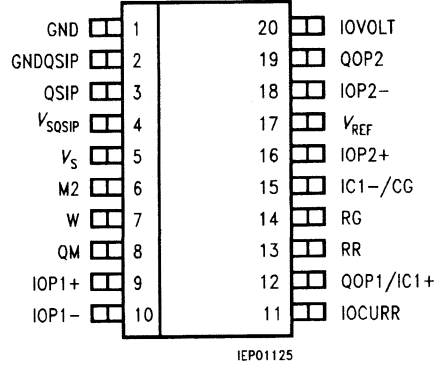 GND 1 20 IOVOLT
GNDQSIP 2 19 QOP2
QSIP 3 18 IOP2-
VSQSIP 4 17 VREF
VS 5 16 IOP2+
M2 6 15 IC1-/CG
W 7 14 RG
QM 8 13 RR
IOP1+ 9 12 QOP1/IC1+
IOP1- 10 11 IOCURR
IEP01125